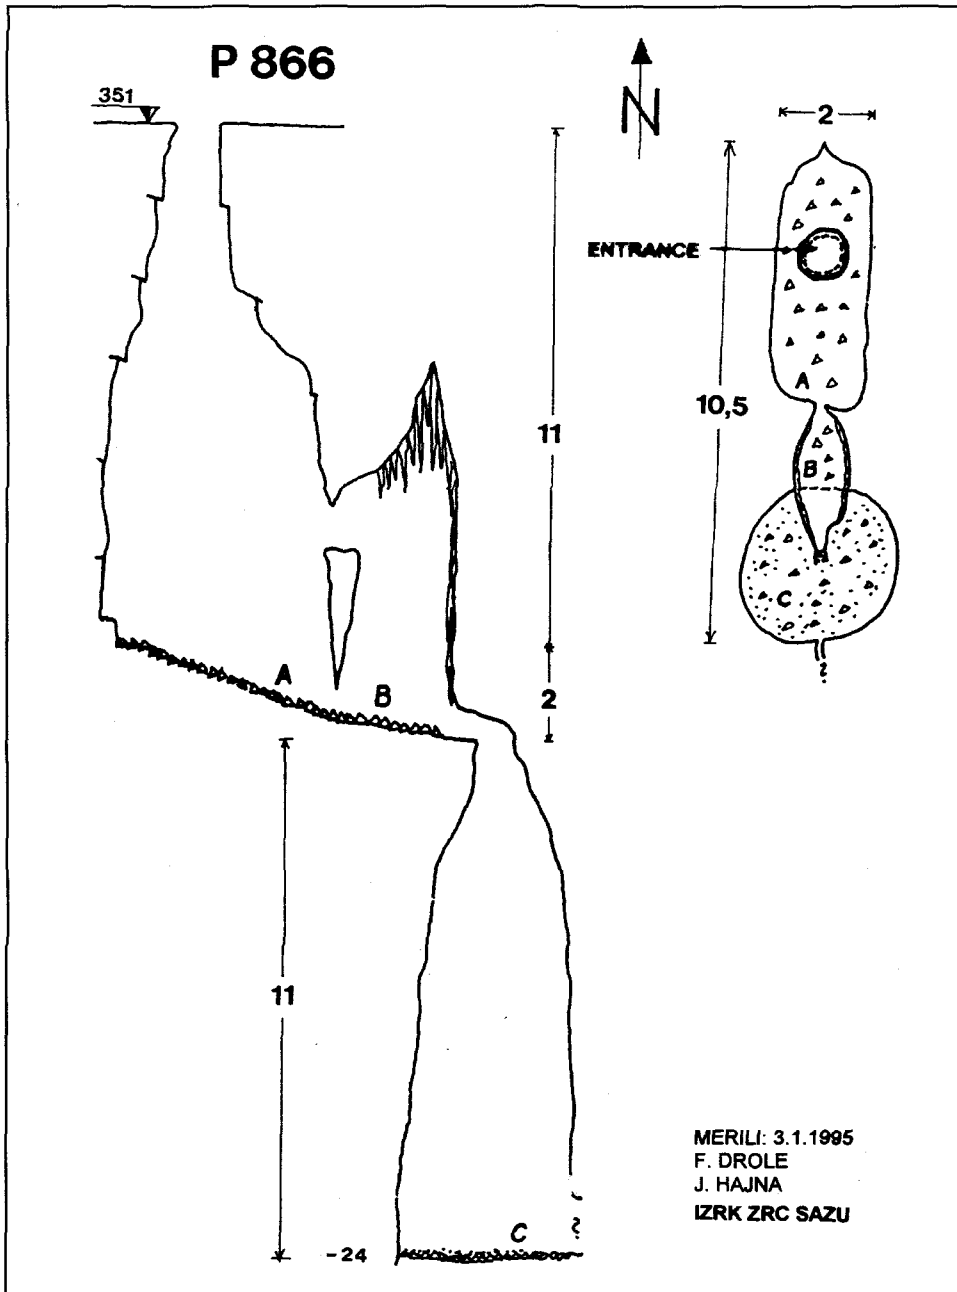 P 866
351
N
2
ENTRANCE
A
10,5
B
C
?
11
2
A
B
11
C
?
-24
MERILI: 3.1.1995
F. DROLE
J. HAJNA
IZRK ZRC SAZU